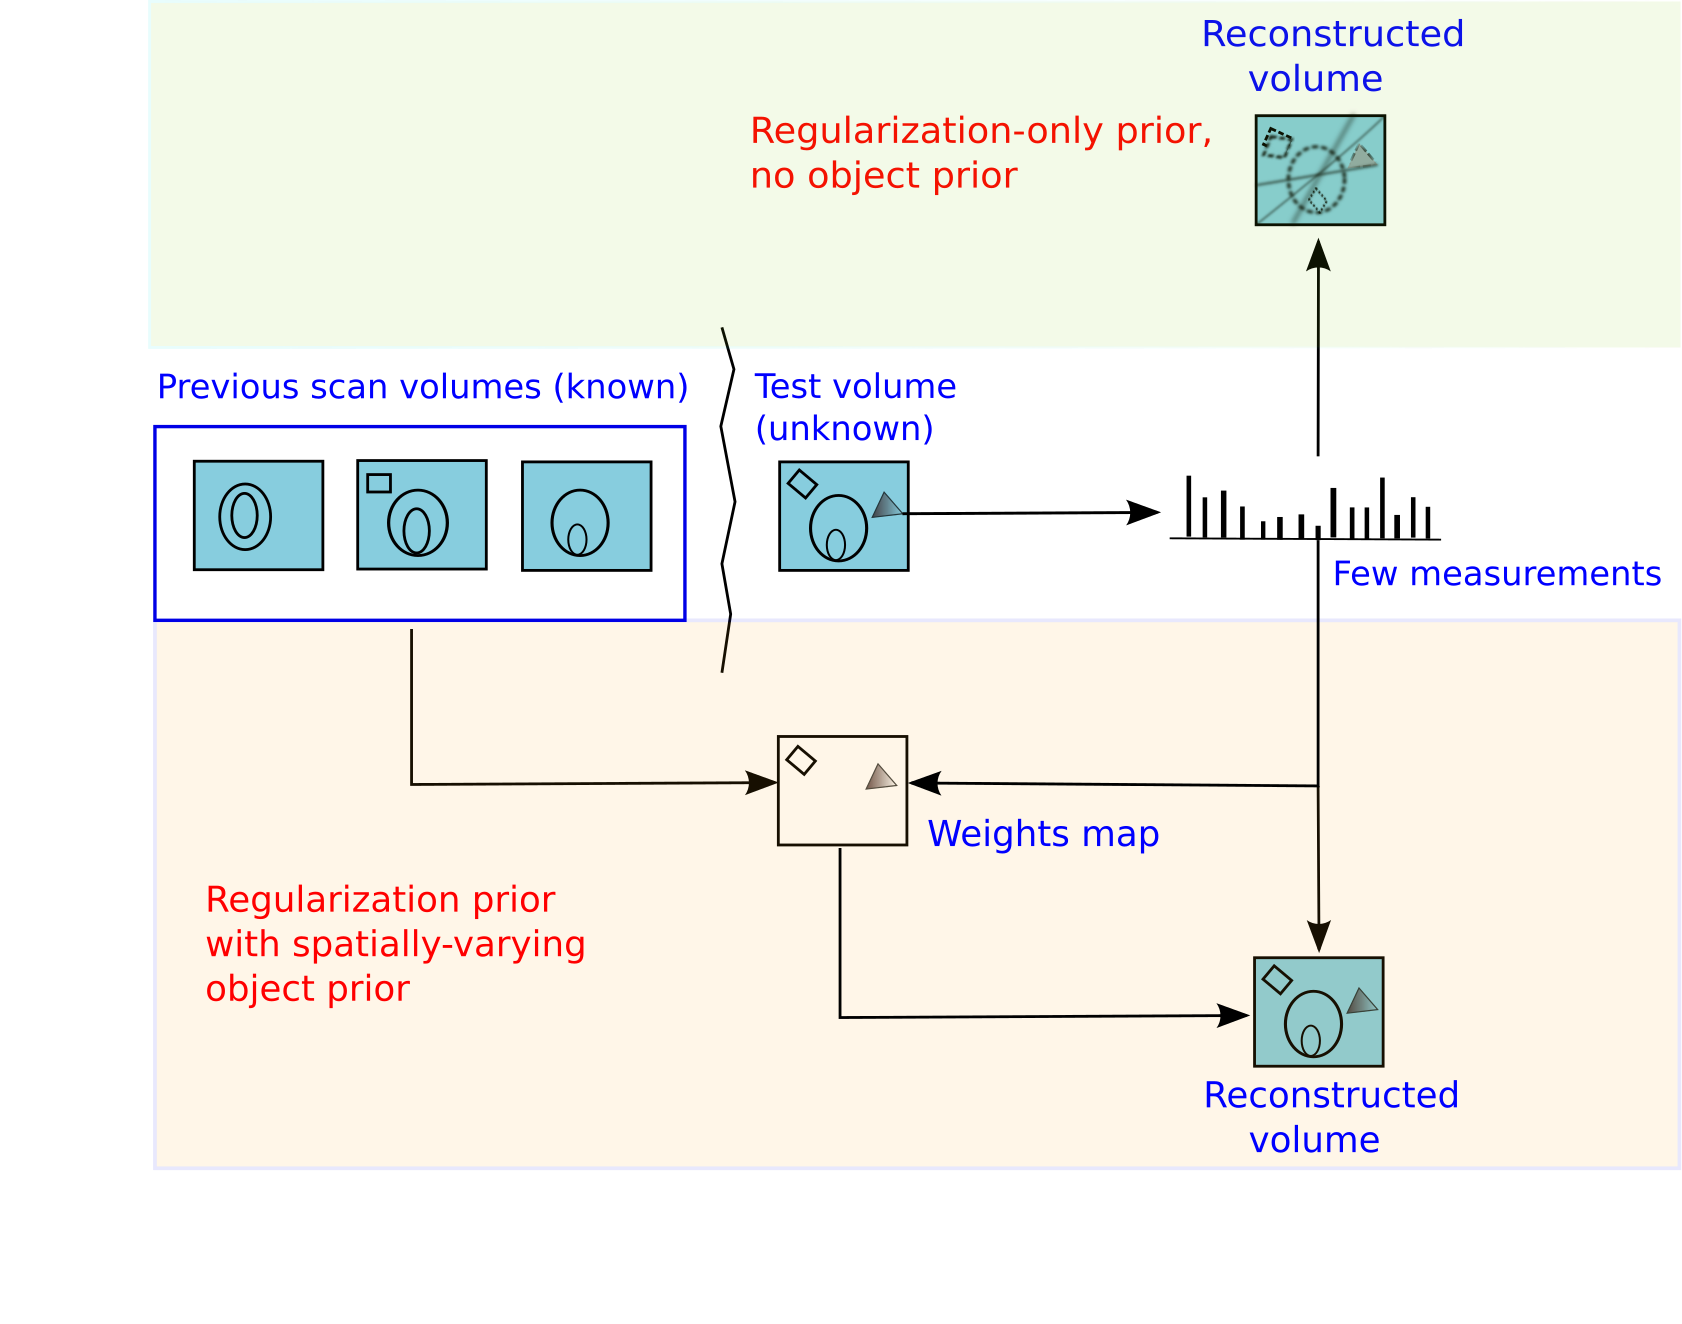 Reconstructed
volume
Regularization-only prior,
no object prior
Previous scan volumes (known)
Test volume
(unknown)
Few measurements
Weights map
Regularization prior
with spatially-varying
object prior
Reconstructed
volume